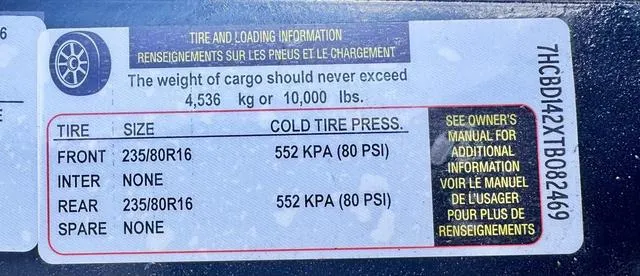 TIRE AND LOADING INFORMATION
RENSEIGNEMENTS SUR LES PNEUS ET LE CHARGEMENT
The weight of cargo should never exceed
4,536 kg or 10,000 lbs.
TIRE SIZE COLD TIRE PRESS.
FRONT 235/80R16 552 KPA (80 PSI)
INTER NONE
REAR 235/80R16 552 KPA (80 PSI)
SPARE NONE
SEE OWNER'S
MANUAL FOR
ADDITIONAL
INFORMATION
VOIR LE MANUEL
DE L'USAGER
POUR PLUS DE
RENSEIGNEMENTS
7HCBDH42XTB082469